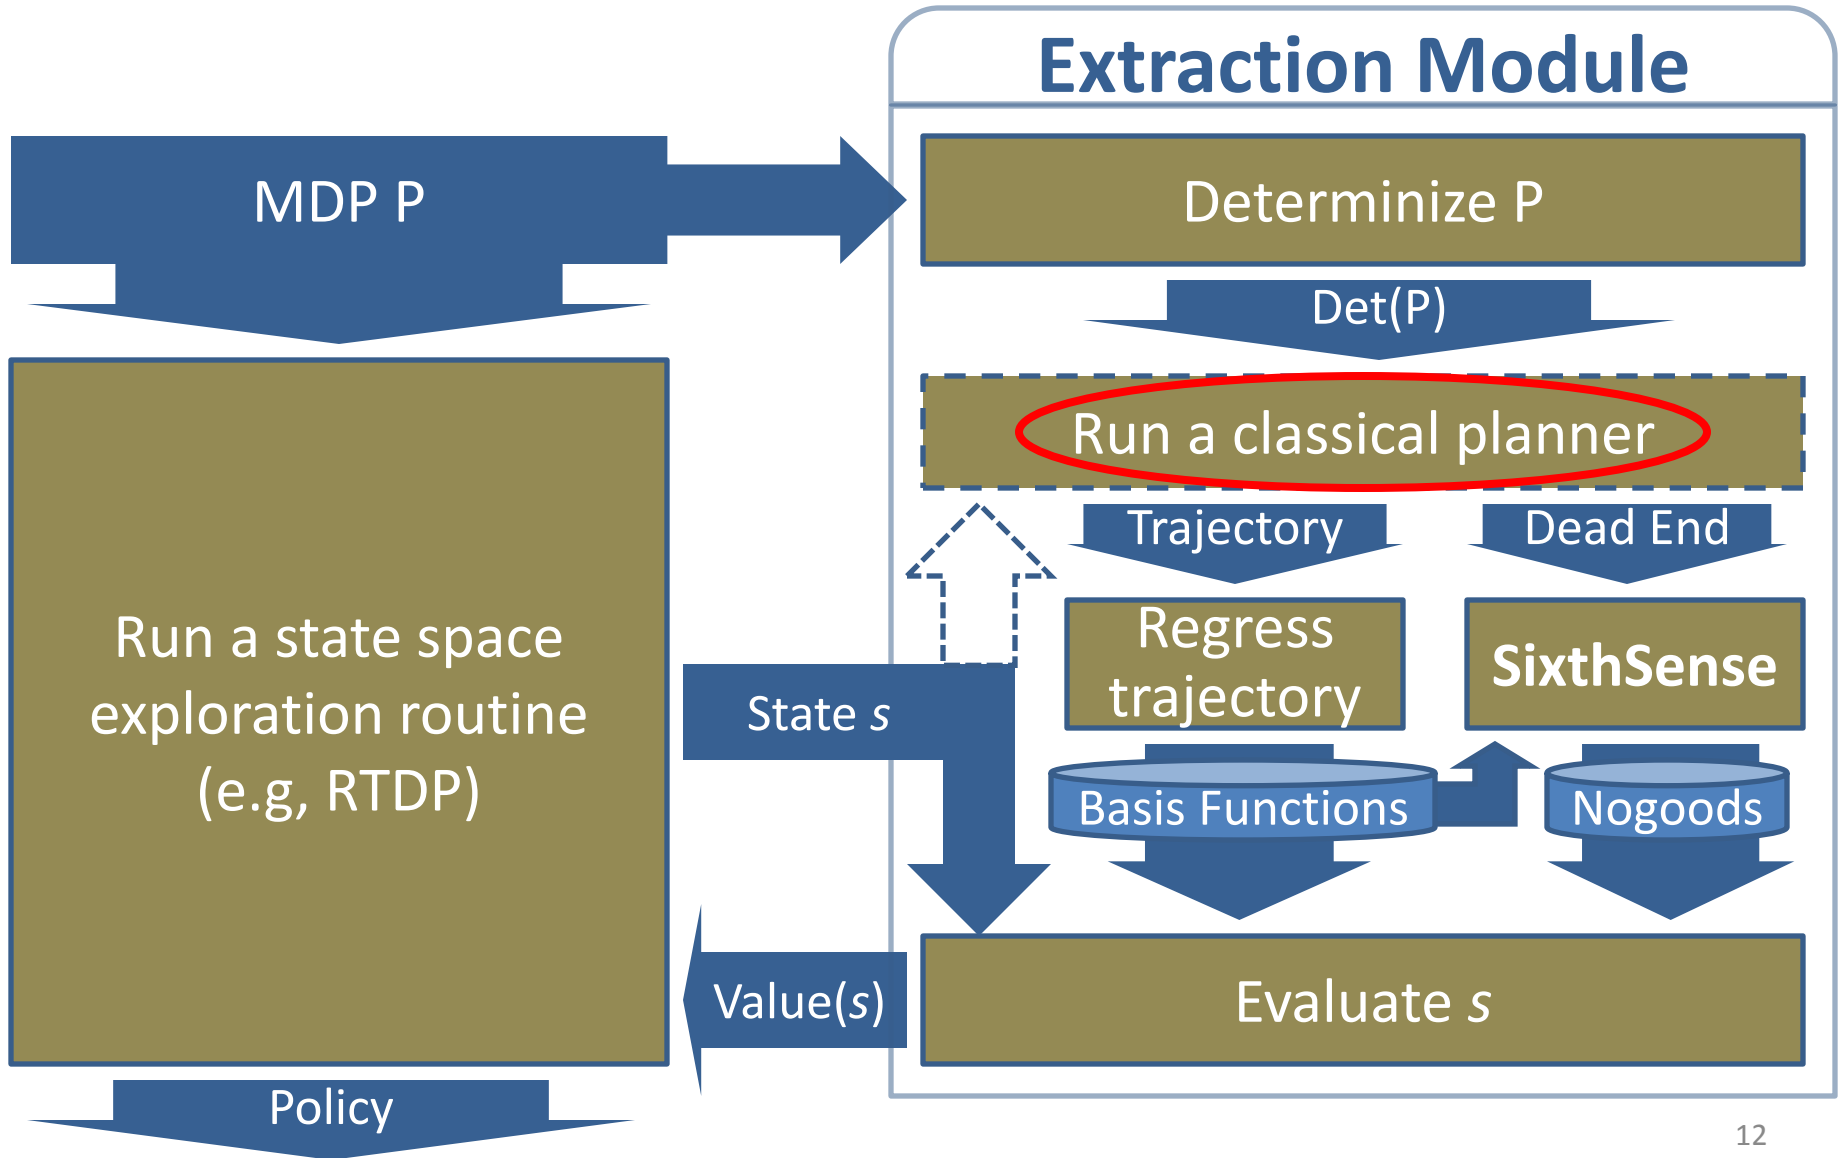 Extraction Module
MDP P
Determinize P
Det(P)
Run a classical planner
Trajectory
Dead End
Regress
trajectory
SixthSense
Run a state space
exploration routine
(e.g, RTDP)
State s
Basis Functions
Nogoods
Value(s)
Evaluate s
Policy
12